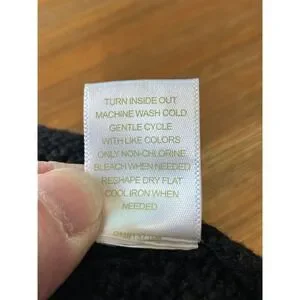 TURN INSIDE OUT
MACHINE WASH COLD
GENTLE CYCLE
WITH LIKE COLORS
ONLY NON-CHLORINE
BLEACH WHEN NEEDED
RESHAPE DRY FLAT
COOL IRON WHEN
NEEDED